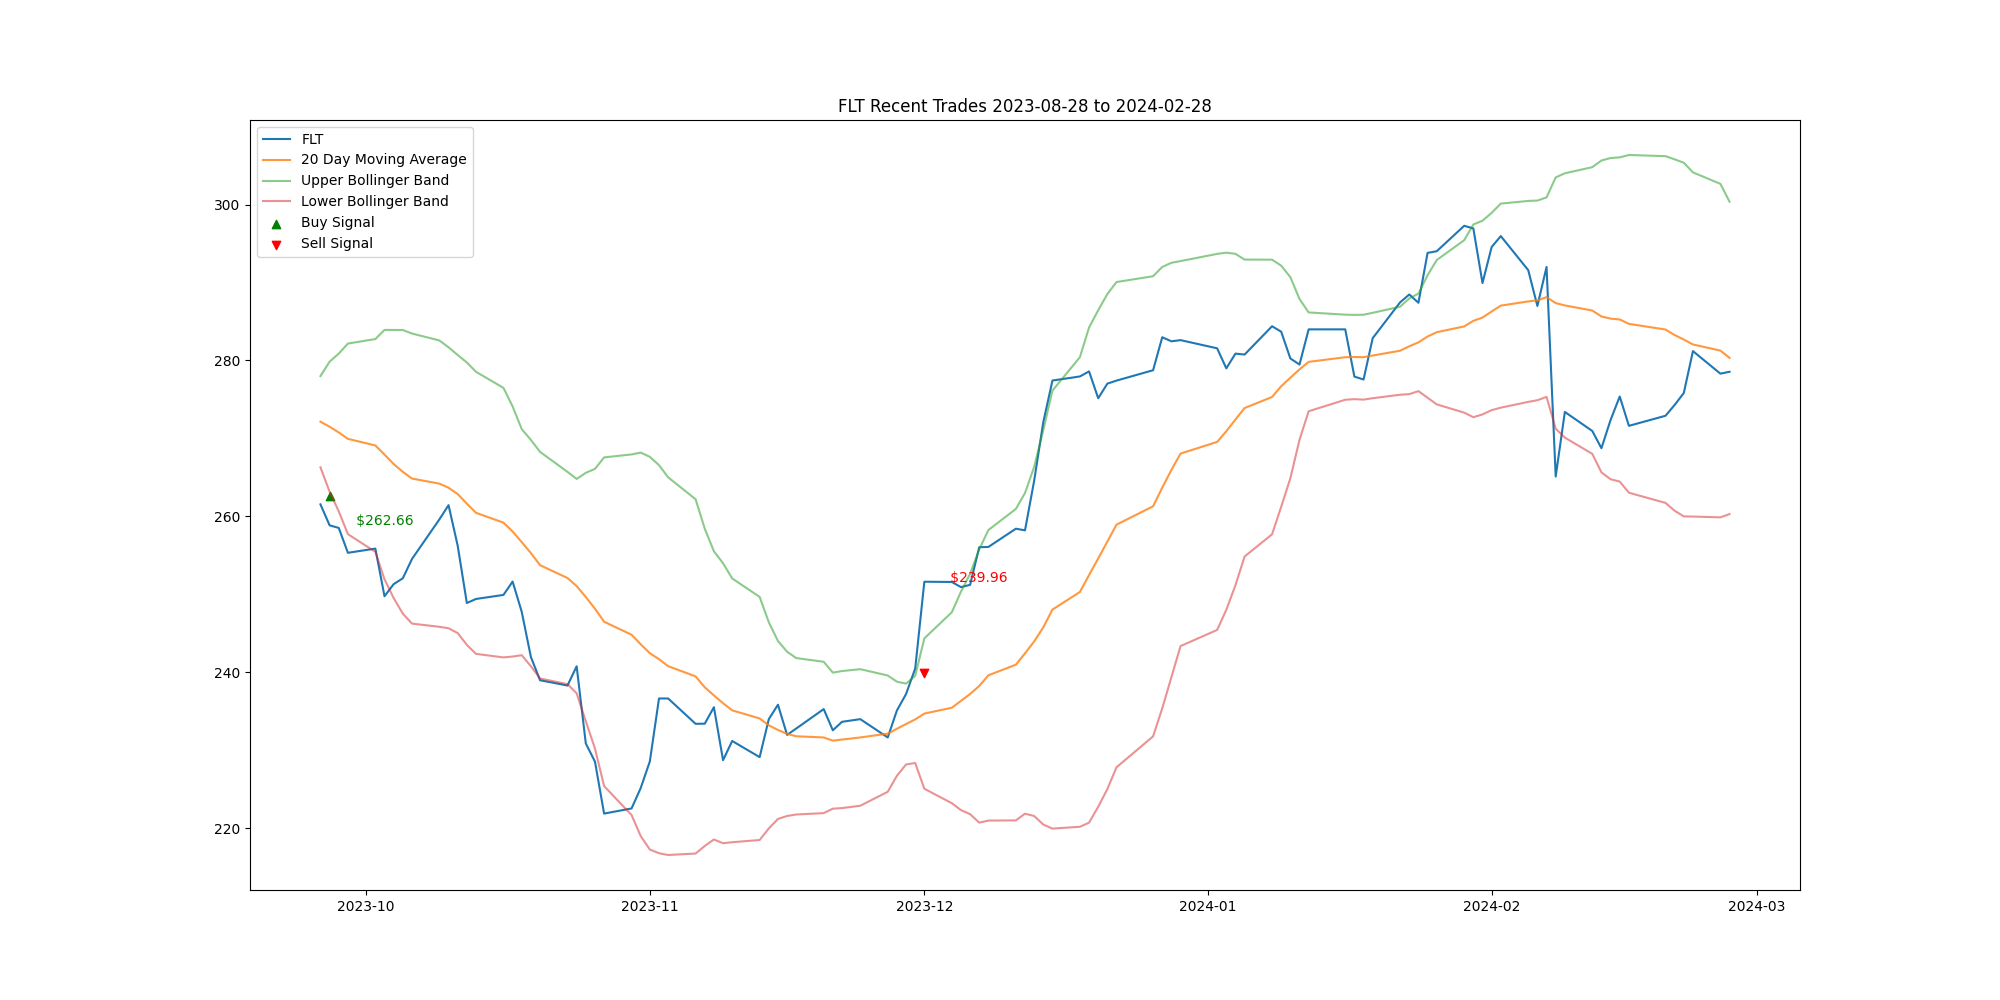 FLT Recent Trades 2023-08-28 to 2024-02-28
FLT
20 Day Moving Average
Upper Bollinger Band
Lower Bollinger Band
Buy Signal
Sell Signal
300
280
260
240
220
$262.66
$239.96
2023-10
2023-11
2023-12
2024-01
2024-02
2024-03